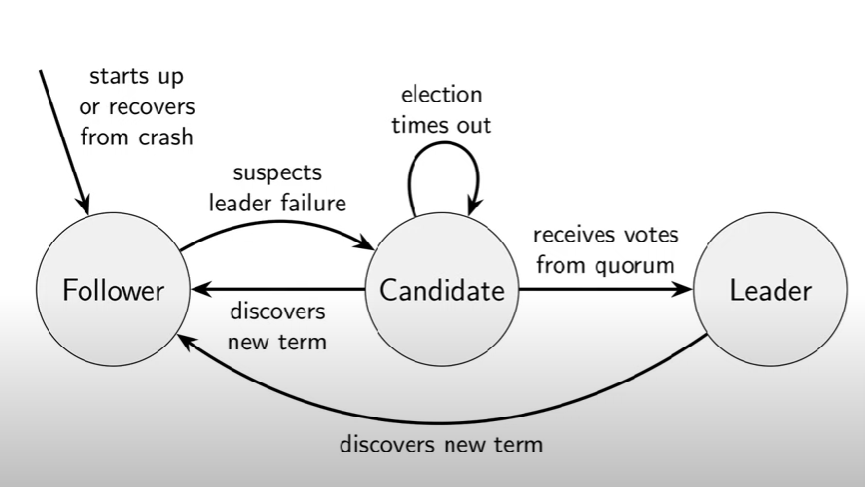 starts up
or recovers
from crash
election
times out
suspects
leader failure
receives votes
from quorum
Follower
Candidate
Leader
discovers
new term
discovers new term